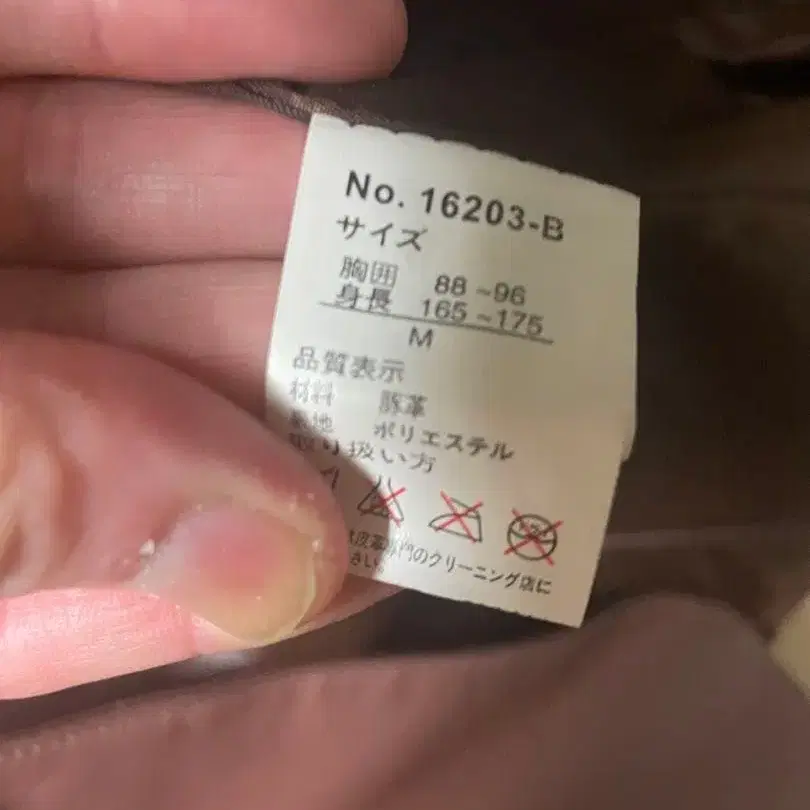 No. 16203-B
サイズ
胸囲 88 ~96
身長 165 ~175
M
品質表示
材料 豚革
裏地 ポリエステル
取り扱い方
皮革専門のクリーニング店に
さい。